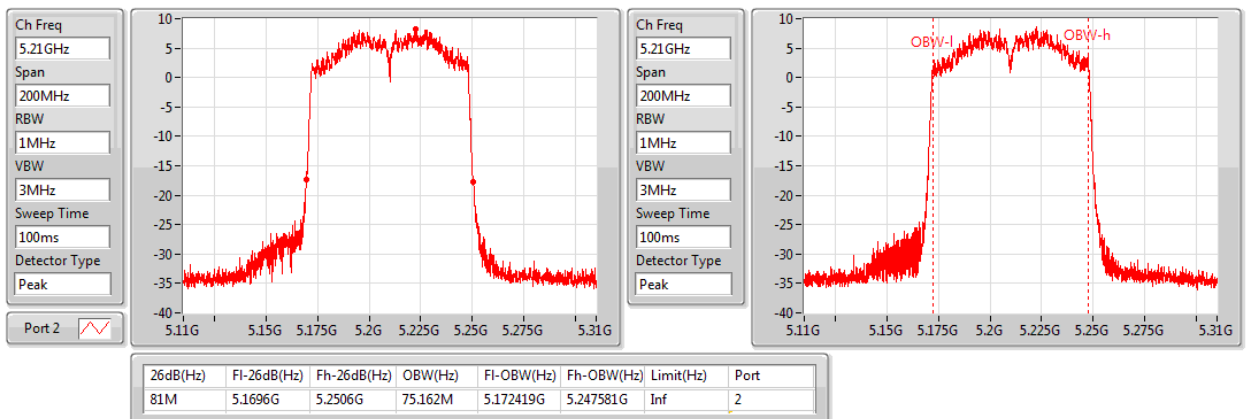 Ch Freq
5.21GHz
Span
200MHz
RBW
1MHz
VBW
3MHz
Sweep Time
100ms
Detector Type
Peak
Port 2
10-
5-
0-
-5-
-10-
-15-
-20-
-25-
-30-
-35-
-40-
5.11G 5.15G 5.175G 5.2G 5.225G 5.25G 5.275G 5.31G
Ch Freq
5.21GHz
Span
200MHz
RBW
1MHz
VBW
3MHz
Sweep Time
100ms
Detector Type
Peak
10-
5-
0-
-5-
-10-
-15-
-20-
-25-
-30-
-35-
-40-
OBW-l OBW-h
5.11G 5.15G 5.175G 5.2G 5.225G 5.25G 5.275G 5.31G
26dB(Hz) Fl-26dB(Hz) Fh-26dB(Hz) OBW(Hz) Fl-OBW(Hz) Fh-OBW(Hz) Limit(Hz) Port
81M 5.1696G 5.2506G 75.162M 5.172419G 5.247581G Inf 2